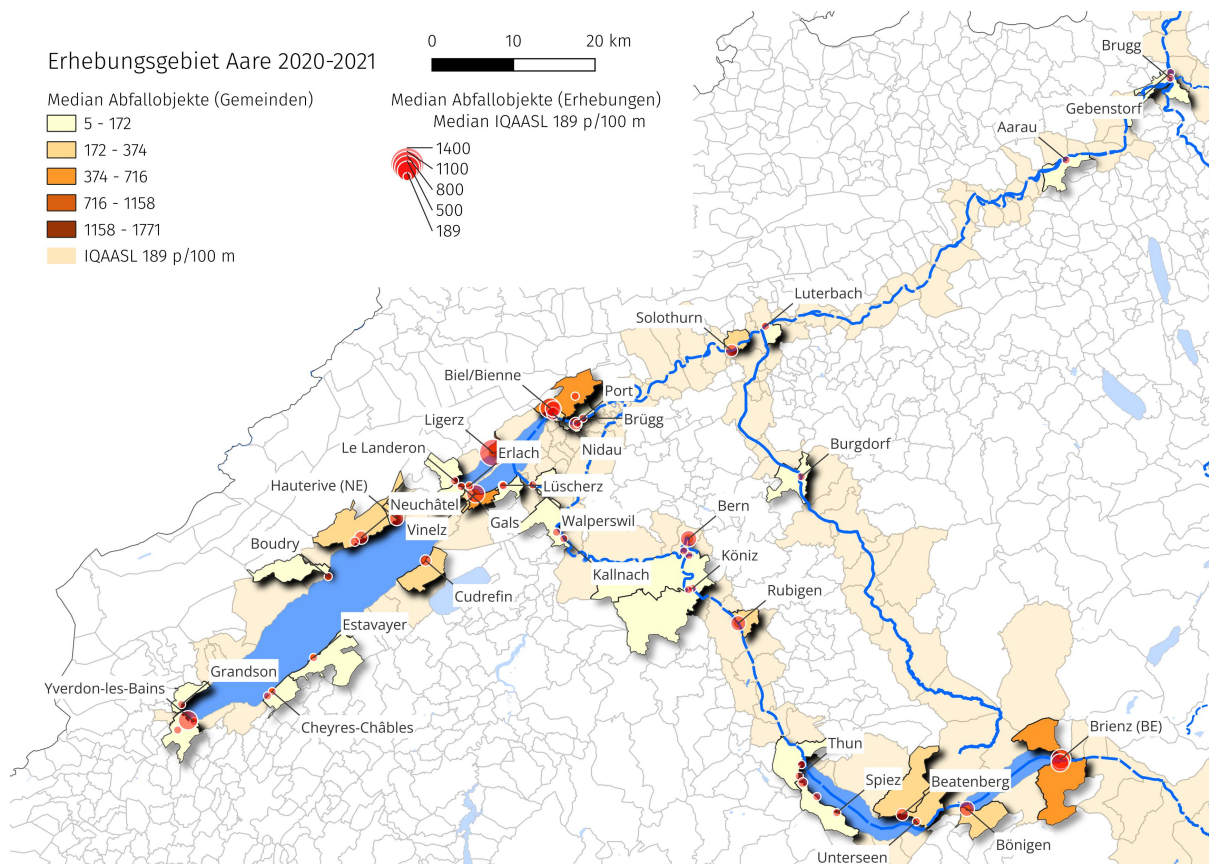 0 10 20 km
Erhebungsgebiet Aare 2020-2021
Median Abfallobjekte (Gemeinden)
5 - 172
172 - 374
374 - 716
716 - 1158
1158 - 1771
IQAASL 189 p/100 m
Median Abfallobjekte (Erhebungen)
Median IQAASL 189 p/100 m
1400
1100
800
500
189
Brugg
Gebenstorf
Aarau
Luterbach
Solothurn
Biel/Bienne
Port
Ligerz
Brügg
Erlach
Nidau
Le Landeron
Burgdorf
Hauterive (NE)
Lüscherz
Neuchâtel
Gals
Walperswil
Vinelz
Bern
Boudry
Köniz
Kallnach
Cudrefin
Rubigen
Estavayer
Grandson
Yverdon-les-Bains
Cheyres-Châbles
Brienz (BE)
Thun
Spiez
Beatenberg
Bönigen
Unterseen